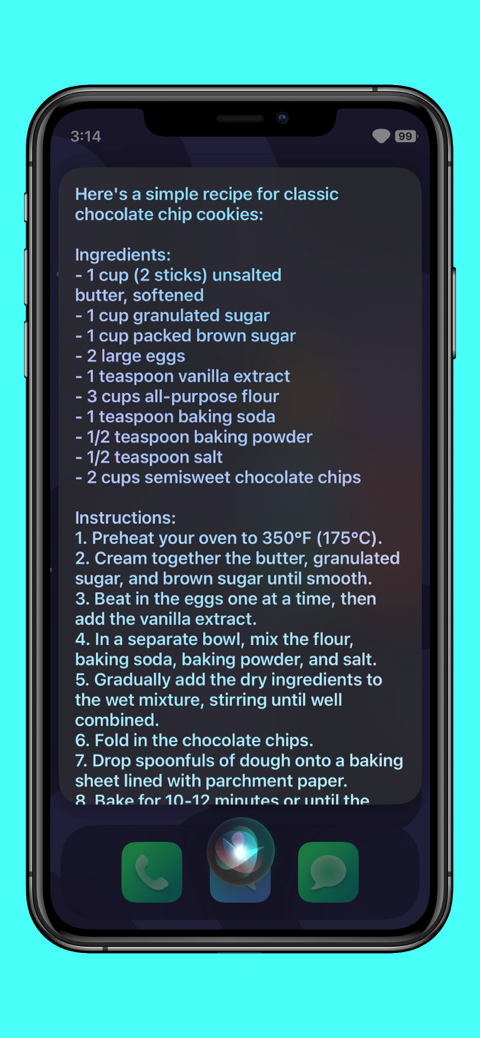 3:14
99
Here's a simple recipe for classic
chocolate chip cookies:
Ingredients:
- 1 cup (2 sticks) unsalted
butter, softened
- 1 cup granulated sugar
- 1 cup packed brown sugar
- 2 large eggs
- 1 teaspoon vanilla extract
- 3 cups all-purpose flour
- 1 teaspoon baking soda
- 1/2 teaspoon baking powder
- 1/2 teaspoon salt
- 2 cups semisweet chocolate chips
Instructions:
1. Preheat your oven to 350°F (175°C).
2. Cream together the butter, granulated
sugar, and brown sugar until smooth.
3. Beat in the eggs one at a time, then
add the vanilla extract.
4. In a separate bowl, mix the flour,
baking soda, baking powder, and salt.
5. Gradually add the dry ingredients to
the wet mixture, stirring until well
combined.
6. Fold in the chocolate chips.
7. Drop spoonfuls of dough onto a baking
sheet lined with parchment paper.
8. Bake for 10-12 minutes or until the